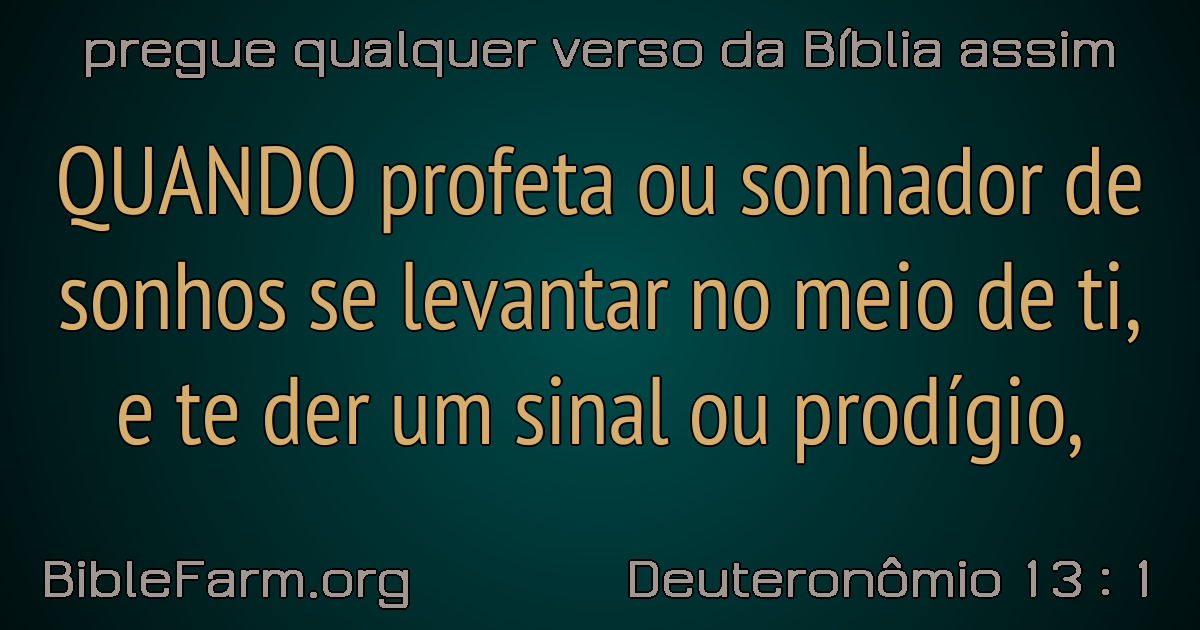 pregue qualquer verso da Bíblia assim
QUANDO profeta ou sonhador de
sonhos se levantar no meio de ti,
e te der um sinal ou prodígio,
BibleFarm.org
Deuteronômio 13 : 1